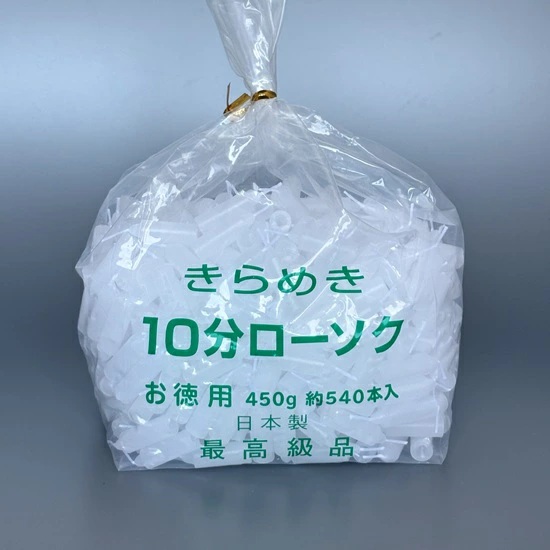 きらめき
10分ローソク
お徳用 450g 約540本入
日本製
最高級品